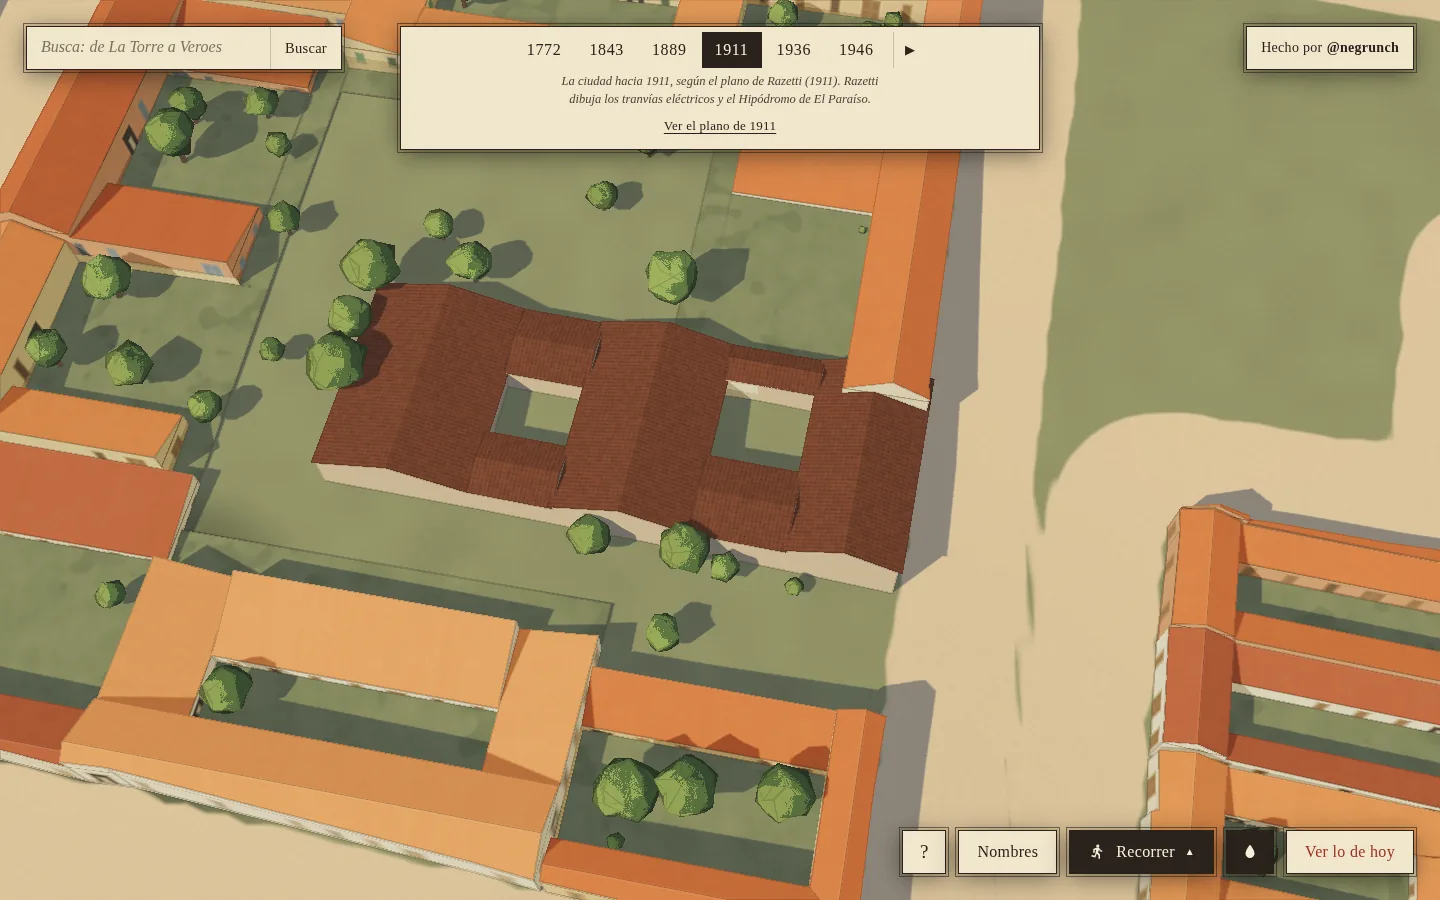 Busca: de La Torre a Veroes
Buscar
1772 1843 1889 1911 1936 1946 ▶
La ciudad hacia 1911, según el plano de Razetti (1911). Razetti
dibuja los tranvías eléctricos y el Hipódromo de El Paraíso.
Ver el plano de 1911
Hecho por @negrunch
?
Nombres
Recorrer ▲
Ver lo de hoy